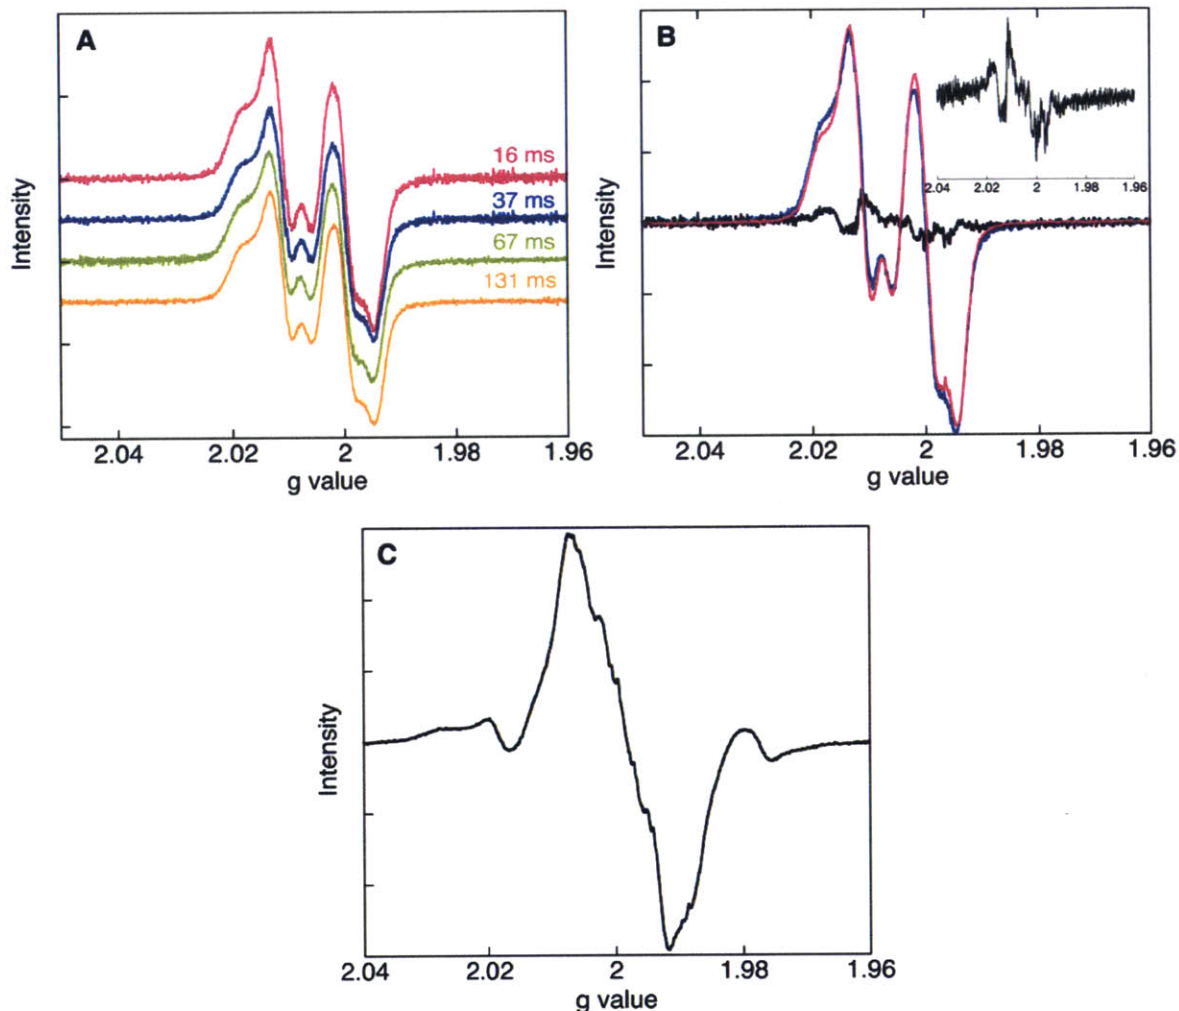 A
16 ms
37 ms
67 ms
131 ms
Intensity
2.04 2.02 2 1.98 1.96
g value
B
2.04 2.02 2 1.98 1.96
Intensity
2.04 2.02 2 1.98 1.96
g value
C
Intensity
2.04 2.02 2 1.98 1.96
g value